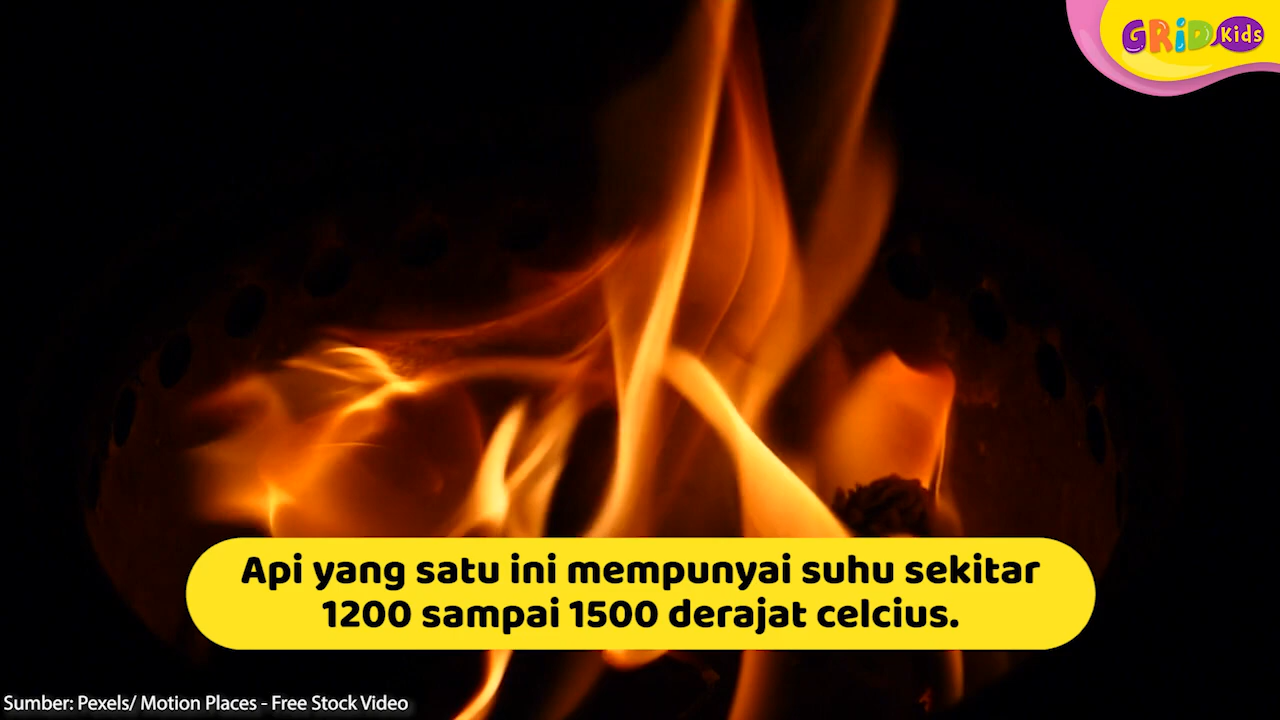 GRiD Kids
Api yang satu ini mempunyai suhu sekitar
1200 sampai 1500 derajat celcius.
Sumber: Pexels/ Motion Places - Free Stock Video